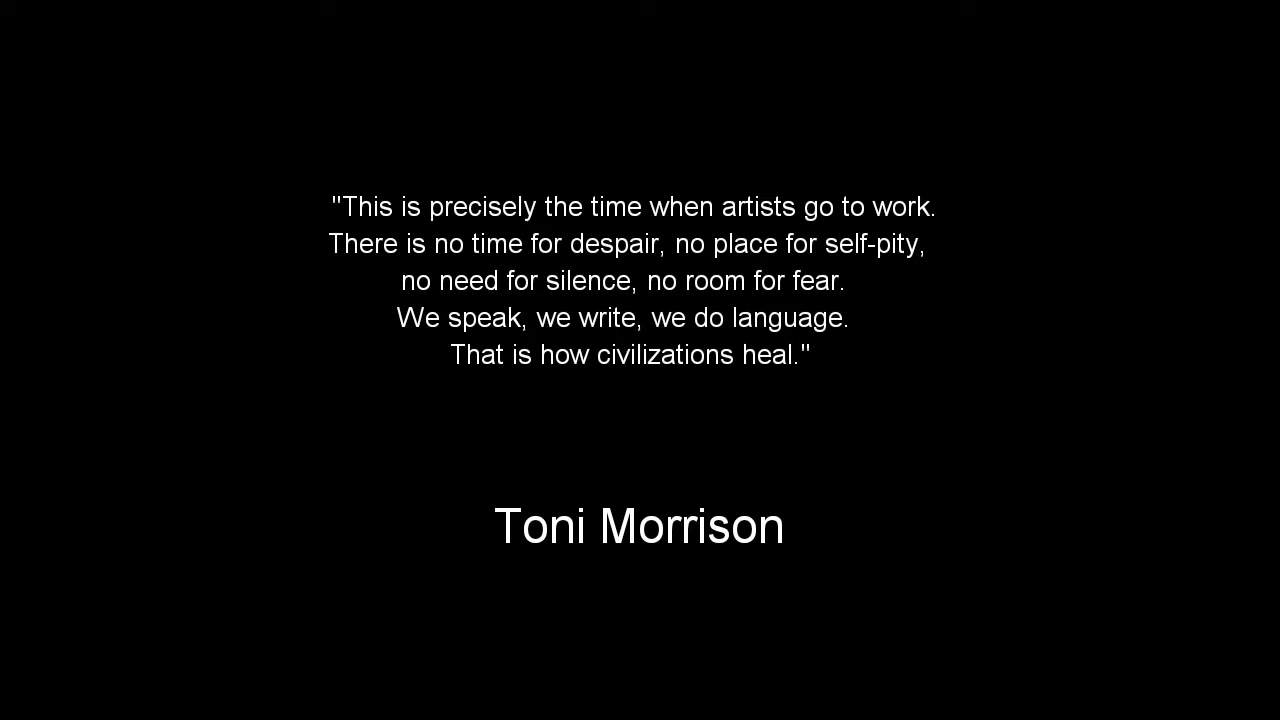 "This is precisely the time when artists go to work.
There is no time for despair, no place for self-pity,
no need for silence, no room for fear.
We speak, we write, we do language.
That is how civilizations heal."
Toni Morrison